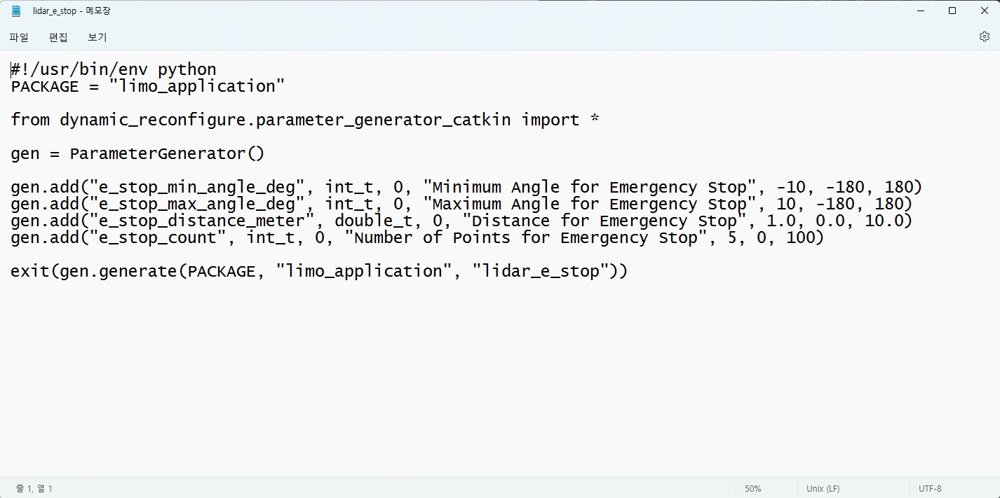 lidar_e_stop - 메모장
파일 편집 보기
#!/usr/bin/env python
PACKAGE = "limo_application"
from dynamic_reconfigure.parameter_generator_catkin import *
gen = ParameterGenerator()
gen.add("e_stop_min_angle_deg", int_t, 0, "Minimum Angle for Emergency Stop", -10, -180, 180)
gen.add("e_stop_max_angle_deg", int_t, 0, "Maximum Angle for Emergency Stop", 10, -180, 180)
gen.add("e_stop_distance_meter", double_t, 0, "Distance for Emergency Stop", 1.0, 0.0, 10.0)
gen.add("e_stop_count", int_t, 0, "Number of Points for Emergency Stop", 5, 0, 100)
exit(gen.generate(PACKAGE, "limo_application", "lidar_e_stop"))
줄 1, 열 1 50% Unix (LF) UTF-8